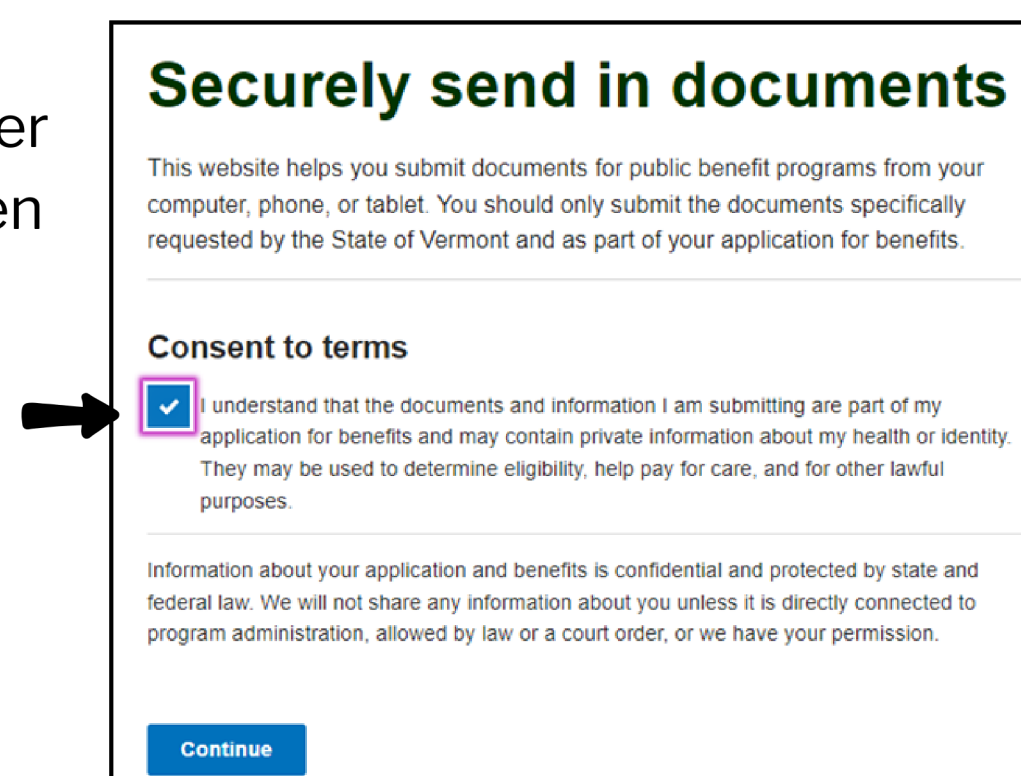 er
en
Securely send in documents
This website helps you submit documents for public benefit programs from your
computer, phone, or tablet. You should only submit the documents specifically
requested by the State of Vermont and as part of your application for benefits.
Consent to terms
I understand that the documents and information I am submitting are part of my
application for benefits and may contain private information about my health or identity.
They may be used to determine eligibility, help pay for care, and for other lawful
purposes.
Information about your application and benefits is confidential and protected by state and
federal law. We will not share any information about you unless it is directly connected to
program administration, allowed by law or a court order, or we have your permission.
Continue